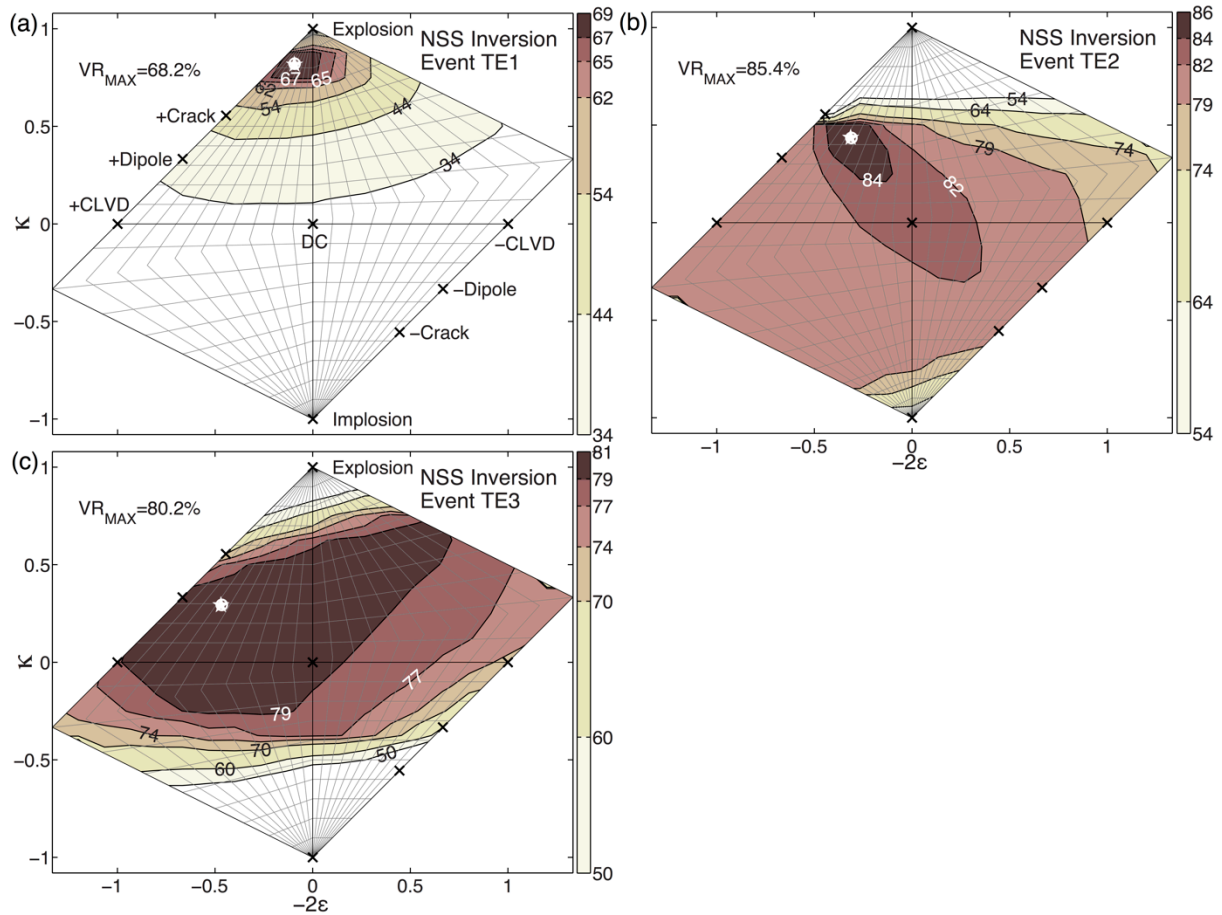 (a)
NSS Inversion
Event TE1
VR_MAX=68.2%
Explosion
+Crack
+Dipole
+CLVD
DC
−CLVD
−Dipole
−Crack
Implosion
67
65
62
54
44
34
κ
1
0.5
0
−0.5
−1
69
67
65
62
54
44
34
(b)
NSS Inversion
Event TE2
VR_MAX=85.4%
54
64
74
79
82
84
−1
−0.5
0
0.5
1
−2ε
86
84
82
79
74
64
54
(c)
NSS Inversion
Event TE3
VR_MAX=80.2%
Explosion
79
77
74
70
60
50
κ
1
0.5
0
−0.5
−1
−1
−0.5
0
0.5
1
−2ε
81
79
77
74
70
60
50